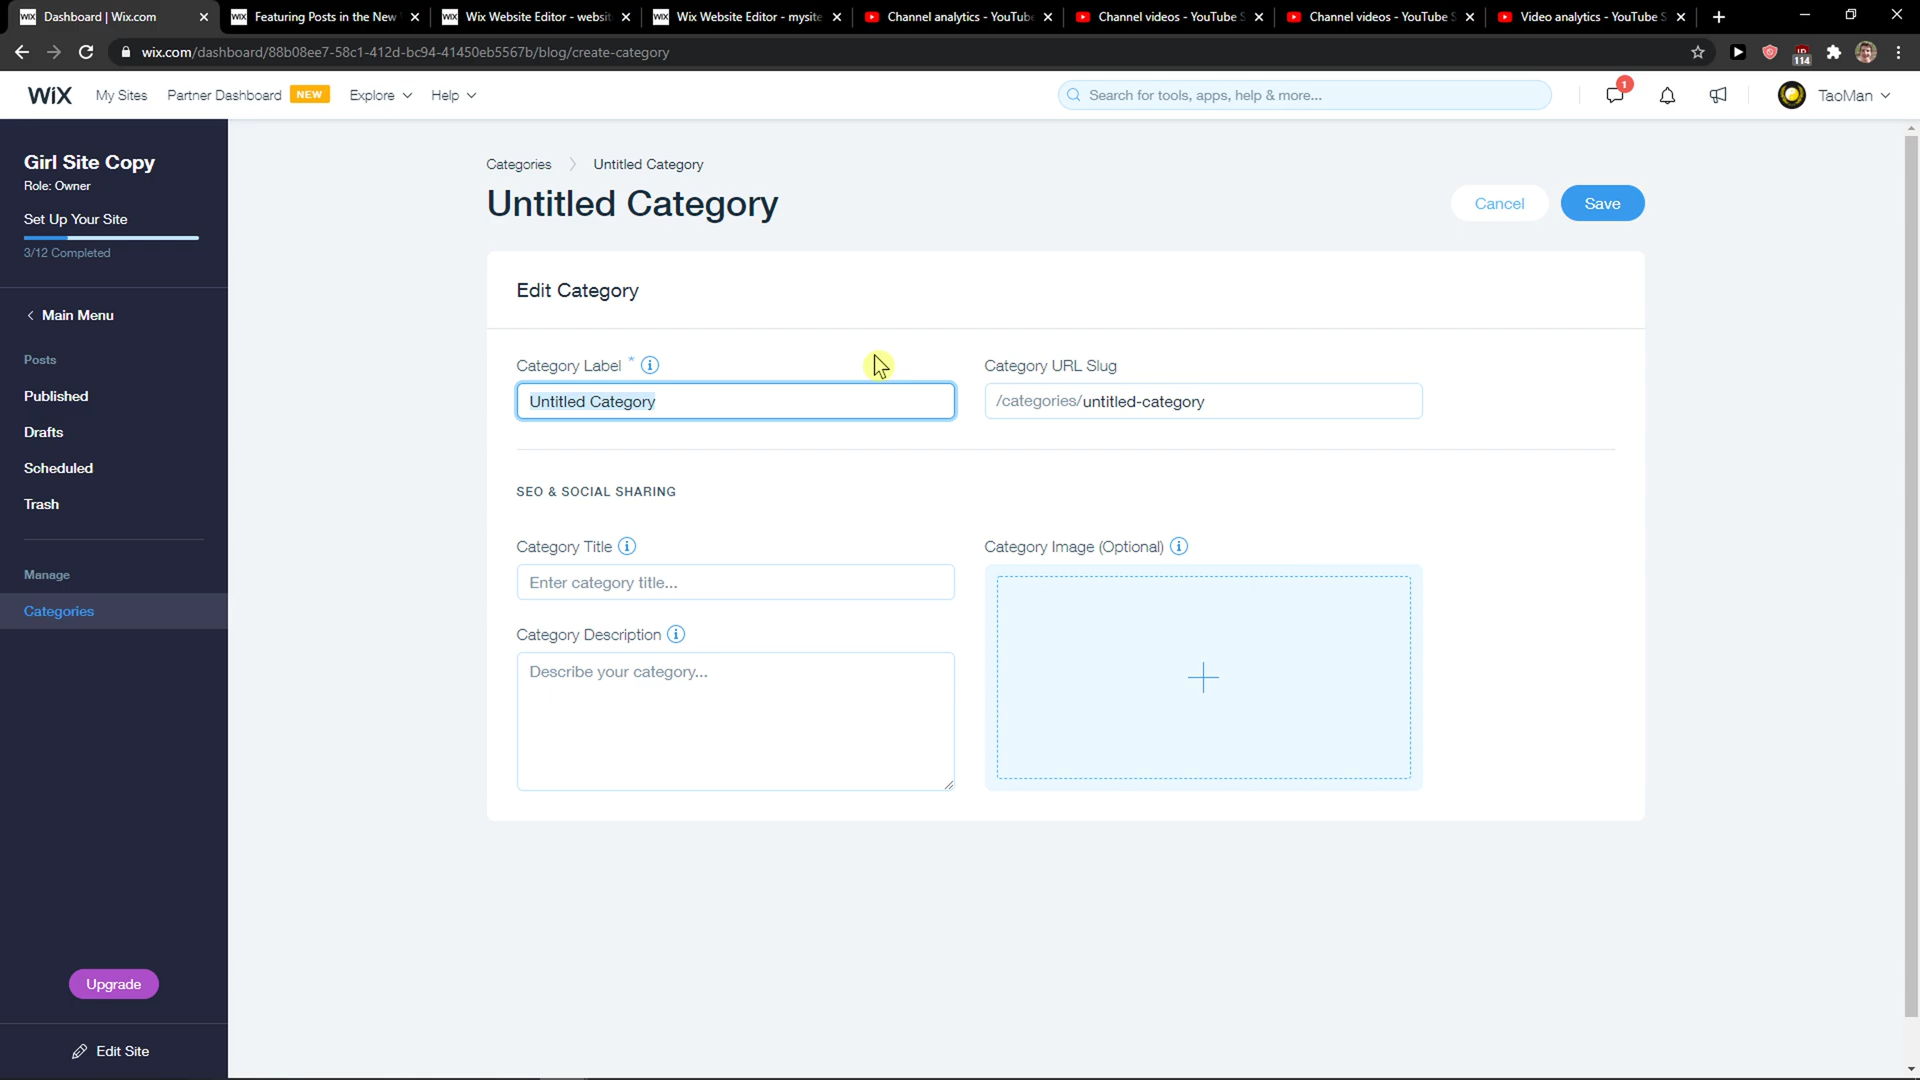 Dashboard | Wix.com
Featuring Posts in the New
Wix Website Editor - websit
Wix Website Editor - mysite
Channel analytics - YouTube
Channel videos - YouTube S
Channel videos - YouTube S
Video analytics - YouTube S
wix.com/dashboard/88b08ee7-58c1-412d-bc94-41450eb5567b/blog/create-category
114
WiX
My Sites
Partner Dashboard
NEW
Explore
Help
Search for tools, apps, help & more...
1
TaoMan
Girl Site Copy
Role: Owner
Set Up Your Site
3/12 Completed
Main Menu
Posts
Published
Drafts
Scheduled
Trash
Manage
Categories
Upgrade
Edit Site
Categories > Untitled Category
Untitled Category
Cancel
Save
Edit Category
Category Label *
Untitled Category
Category URL Slug
/categories/untitled-category
SEO & SOCIAL SHARING
Category Title
Enter category title...
Category Description
Describe your category...
Category Image (Optional)